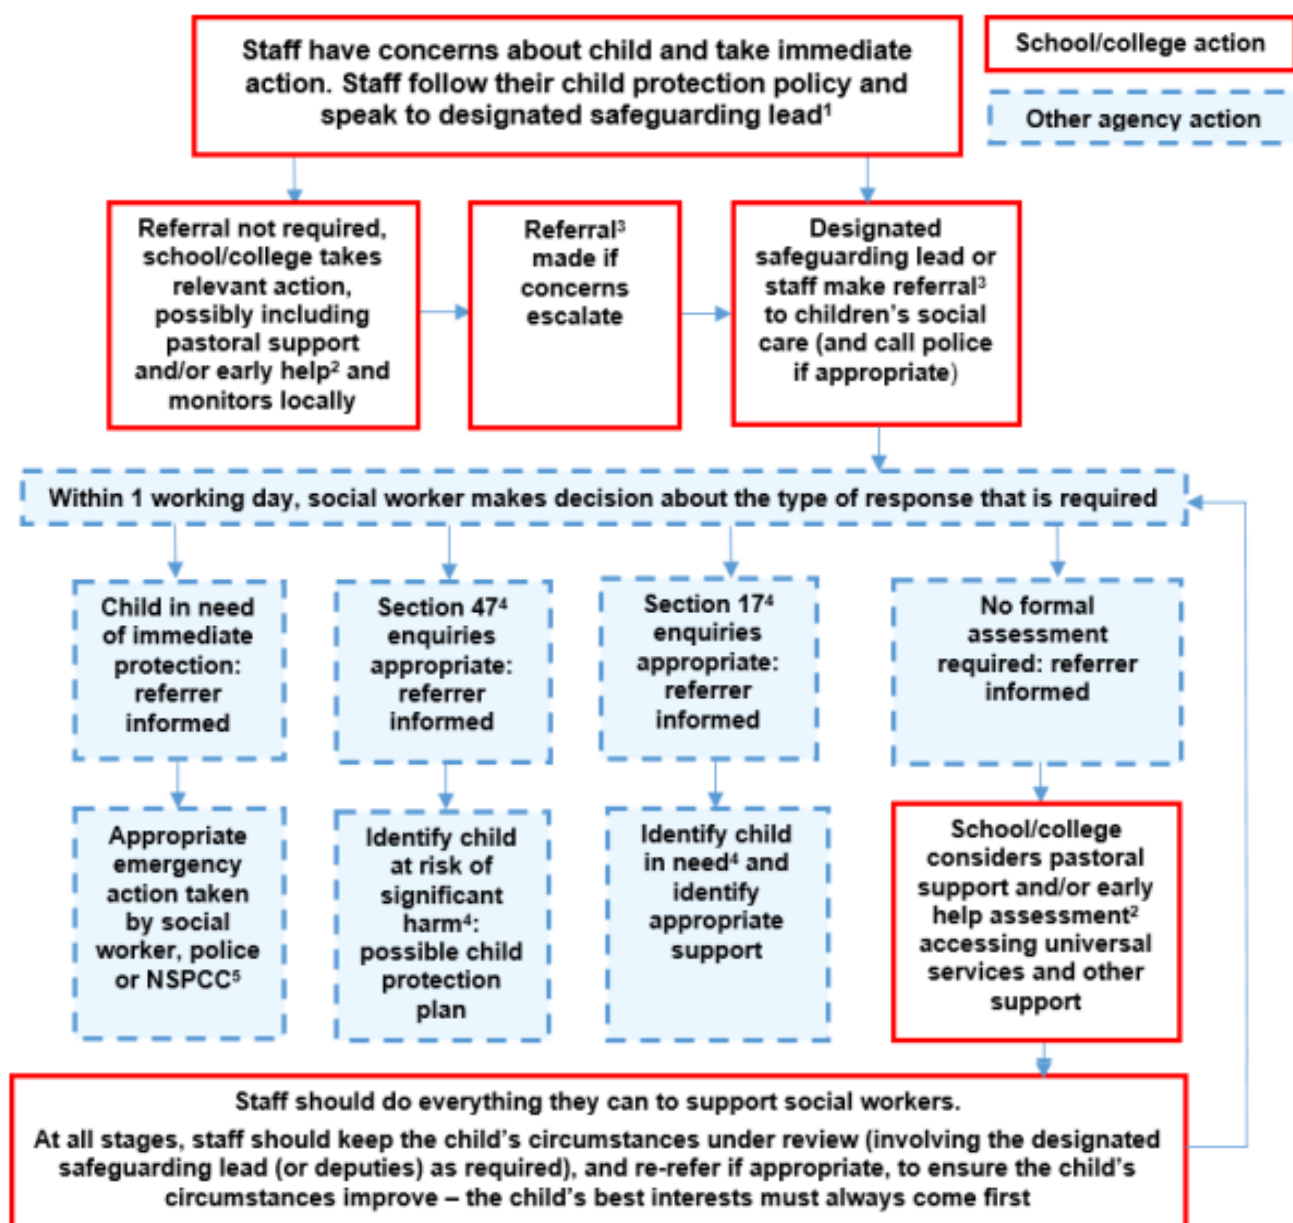 Staff have concerns about child and take immediate
action. Staff follow their child protection policy and
speak to designated safeguarding lead¹
School/college action
Other agency action
Referral not required,
school/college takes
relevant action,
possibly including
pastoral support
and/or early help² and
monitors locally
Referral³
made if
concerns
escalate
Designated
safeguarding lead or
staff make referral³
to children's social
care (and call police
if appropriate)
Within 1 working day, social worker makes decision about the type of response that is required
Child in need
of immediate
protection:
referrer
informed
Section 47⁴
enquiries
appropriate:
referrer
informed
Section 17⁴
enquiries
appropriate:
referrer
informed
No formal
assessment
required: referrer
informed
Appropriate
emergency
action taken
by social
worker, police
or NSPCC⁵
Identify child
at risk of
significant
harm⁴:
possible child
protection
plan
Identify child
in need⁴ and
identify
appropriate
support
School/college
considers pastoral
support and/or early
help assessment²
accessing universal
services and other
support
Staff should do everything they can to support social workers.
At all stages, staff should keep the child's circumstances under review (involving the designated
safeguarding lead (or deputies) as required), and re-refer if appropriate, to ensure the child's
circumstances improve – the child's best interests must always come first